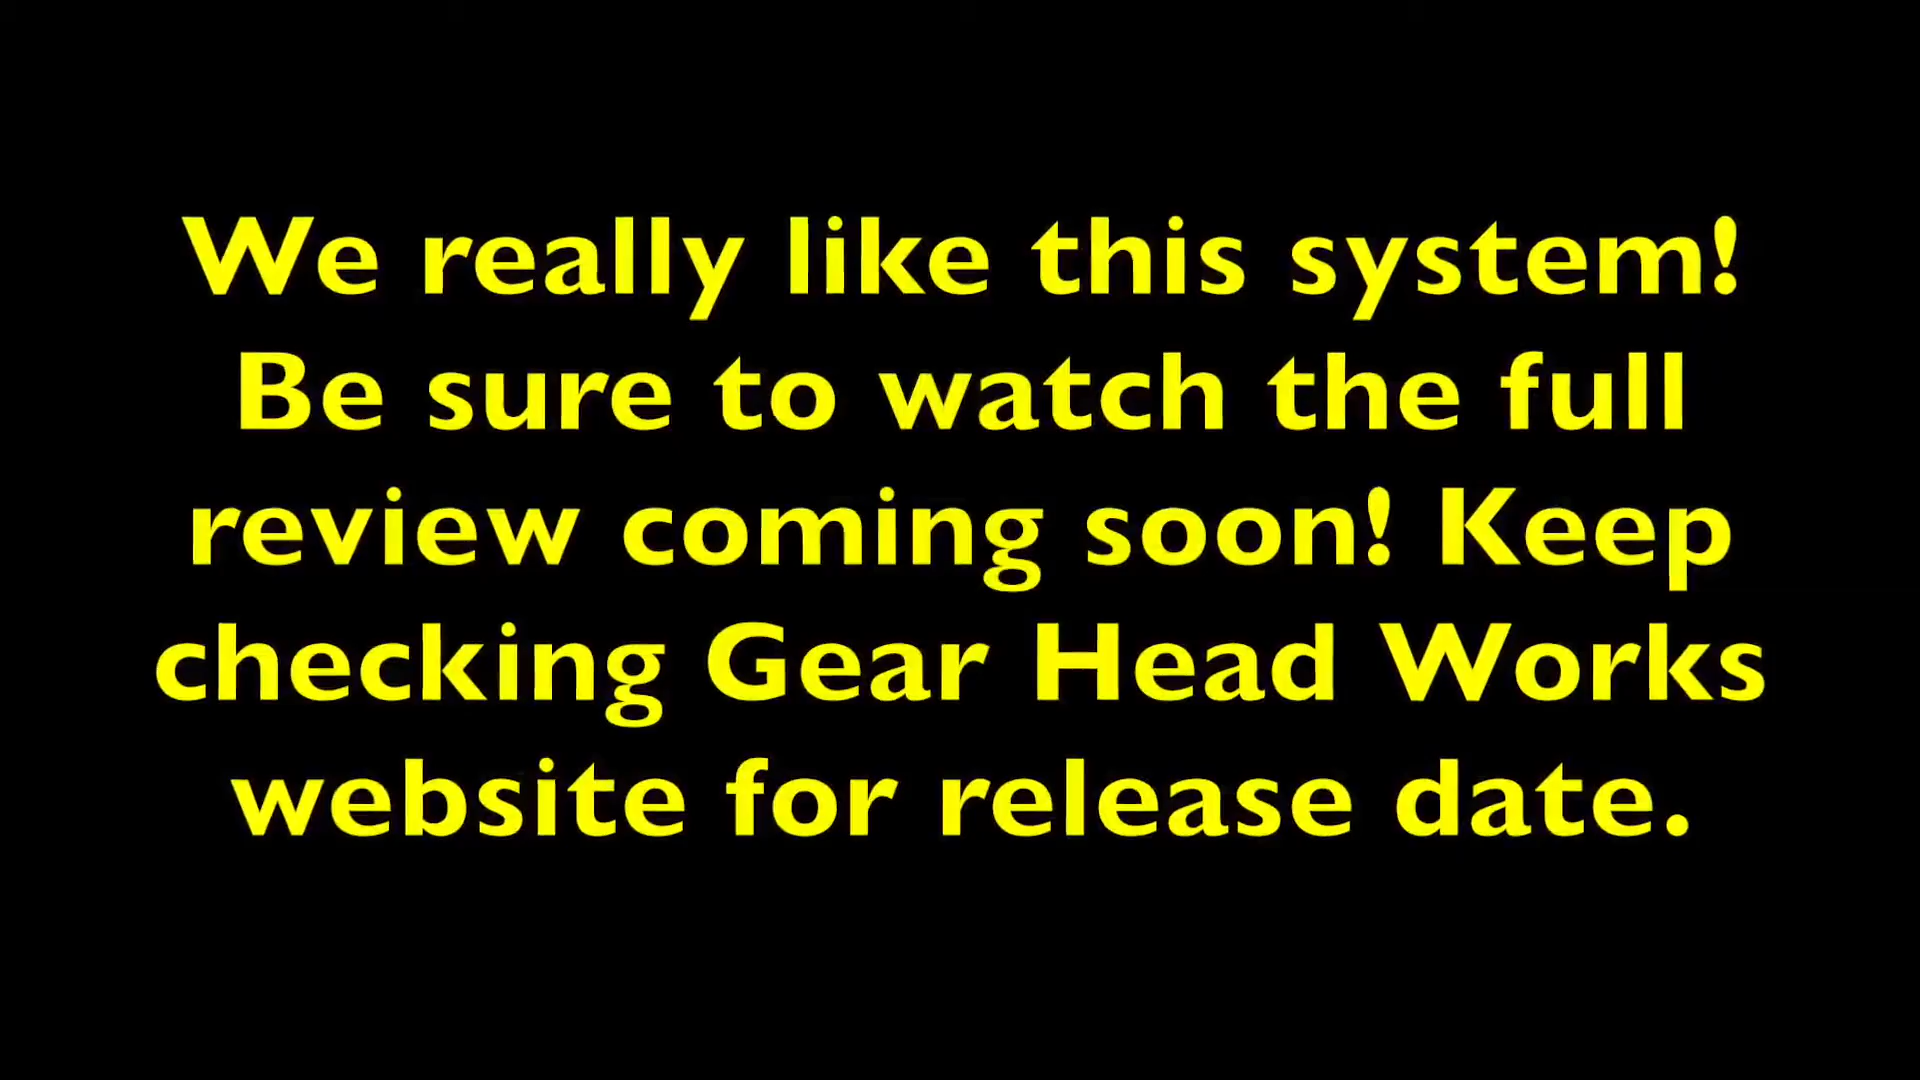 We really like this system!
Be sure to watch the full
review coming soon! Keep
checking Gear Head Works
website for release date.